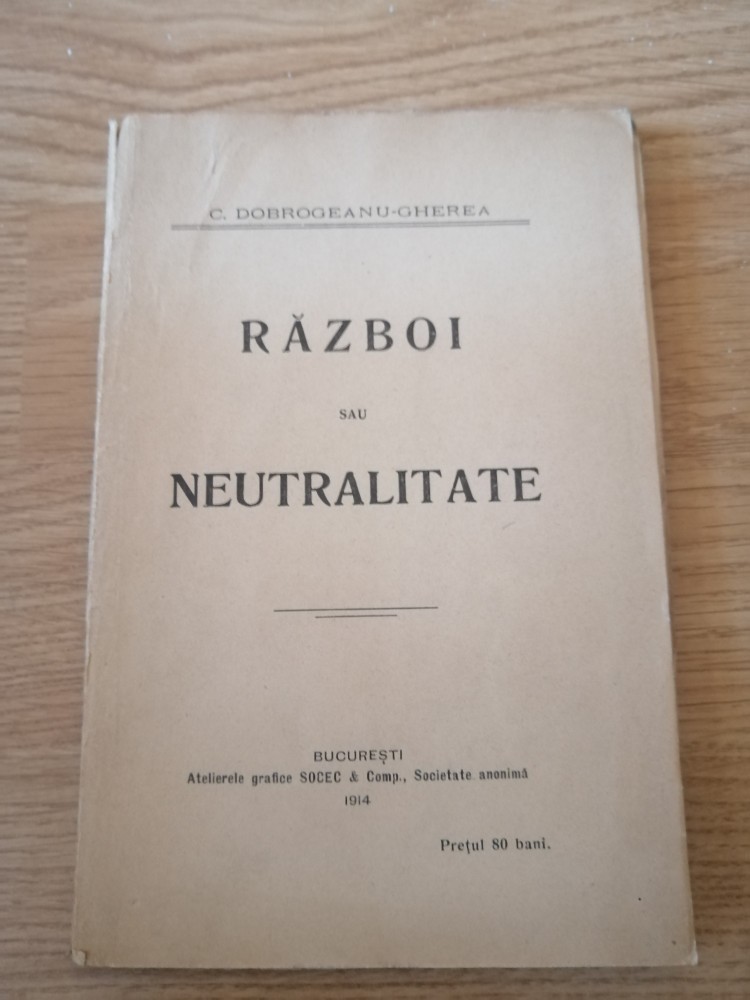 C. DOBROGEANU-GHEREA
RĂZBOI
SAU
NEUTRALITATE
BUCUREȘTI
Atelierele grafice SOCEC & Comp., Societate anonimă
1914
Prețul 80 bani.